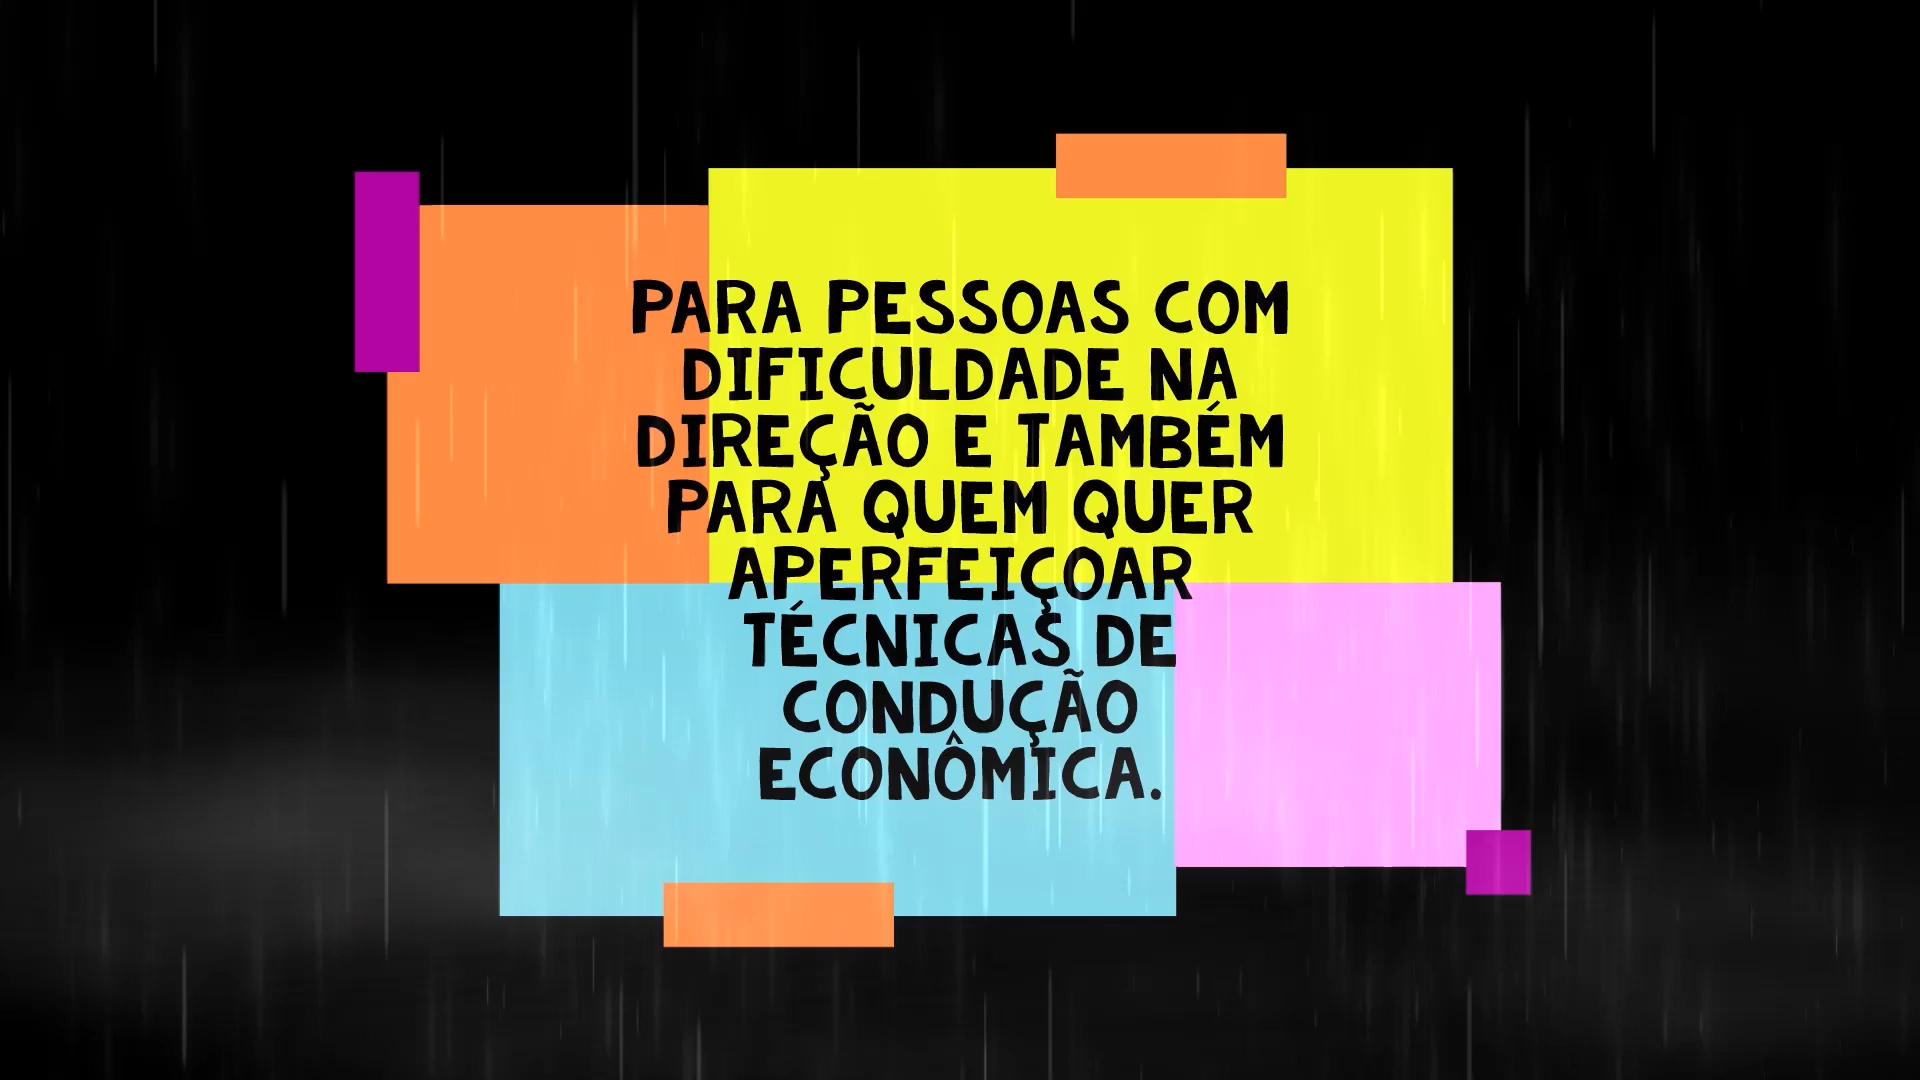 PARA PESSOAS COM
DIFICULDADE NA
DIREÇÃO E TAMBÉM
PARA QUEM QUER
APERFEIÇOAR
TÉCNICAS DE
CONDUÇÃO
ECONÔMICA.